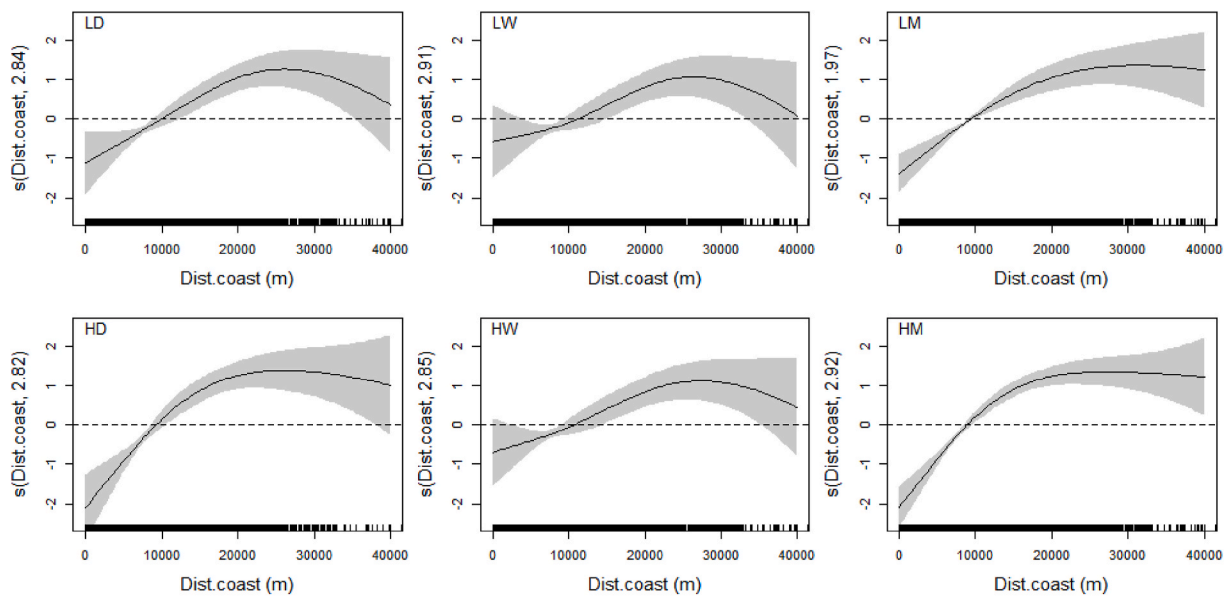 LD
s(Dist.coast, 2.84)
2
1
0
-1
-2
0 10000 20000 30000 40000
Dist.coast (m)
LW
s(Dist.coast, 2.91)
2
1
0
-1
-2
0 10000 20000 30000 40000
Dist.coast (m)
LM
s(Dist.coast, 1.97)
2
1
0
-1
-2
0 10000 20000 30000 40000
Dist.coast (m)
HD
s(Dist.coast, 2.82)
2
1
0
-1
-2
0 10000 20000 30000 40000
Dist.coast (m)
HW
s(Dist.coast, 2.85)
2
1
0
-1
-2
0 10000 20000 30000 40000
Dist.coast (m)
HM
s(Dist.coast, 2.92)
2
1
0
-1
-2
0 10000 20000 30000 40000
Dist.coast (m)